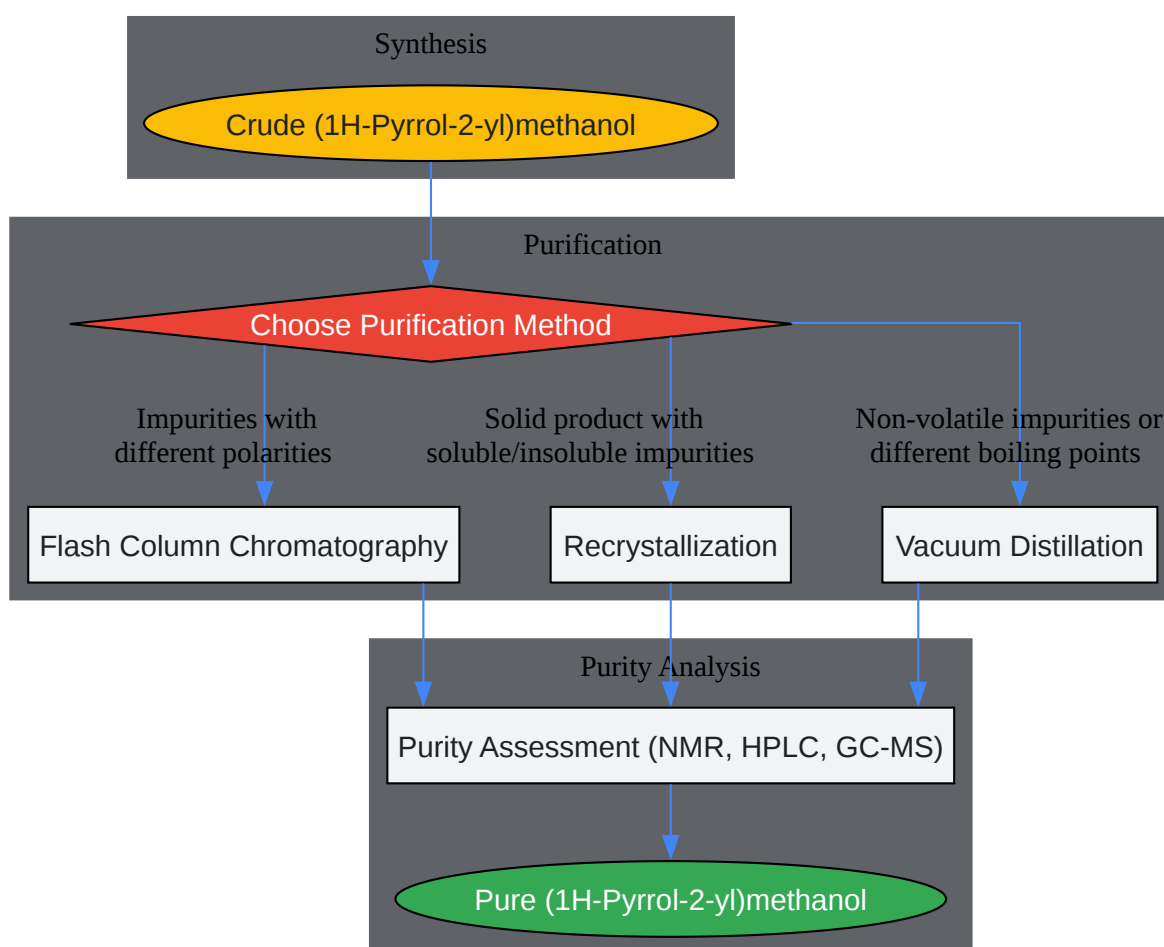 Synthesis
Crude (1H-Pyrrol-2-yl)methanol
Purification
Choose Purification Method
Impurities with
different polarities
Solid product with
soluble/insoluble impurities
Non-volatile impurities or
different boiling points
Flash Column Chromatography
Recrystallization
Vacuum Distillation
Purity Analysis
Purity Assessment (NMR, HPLC, GC-MS)
Pure (1H-Pyrrol-2-yl)methanol